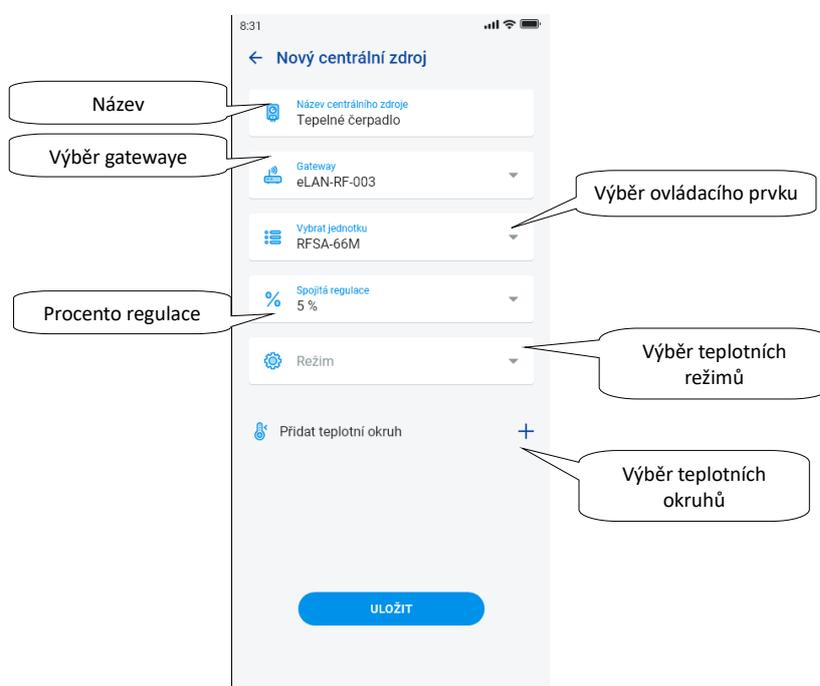 8:31
Nový centrální zdroj
Název
Název centrálního zdroje
Tepelné čerpadlo
Výběr gatewaye
Gateway
eLAN-RF-003
Výběr ovládacího prvku
Vybrat jednotku
RFSA-66M
Procento regulace
Spojitá regulace
5 %
Výběr teplotních
režimů
Režim
Přidat teplotní okruh
Výběr teplotních
okruhů
ULOŽIT